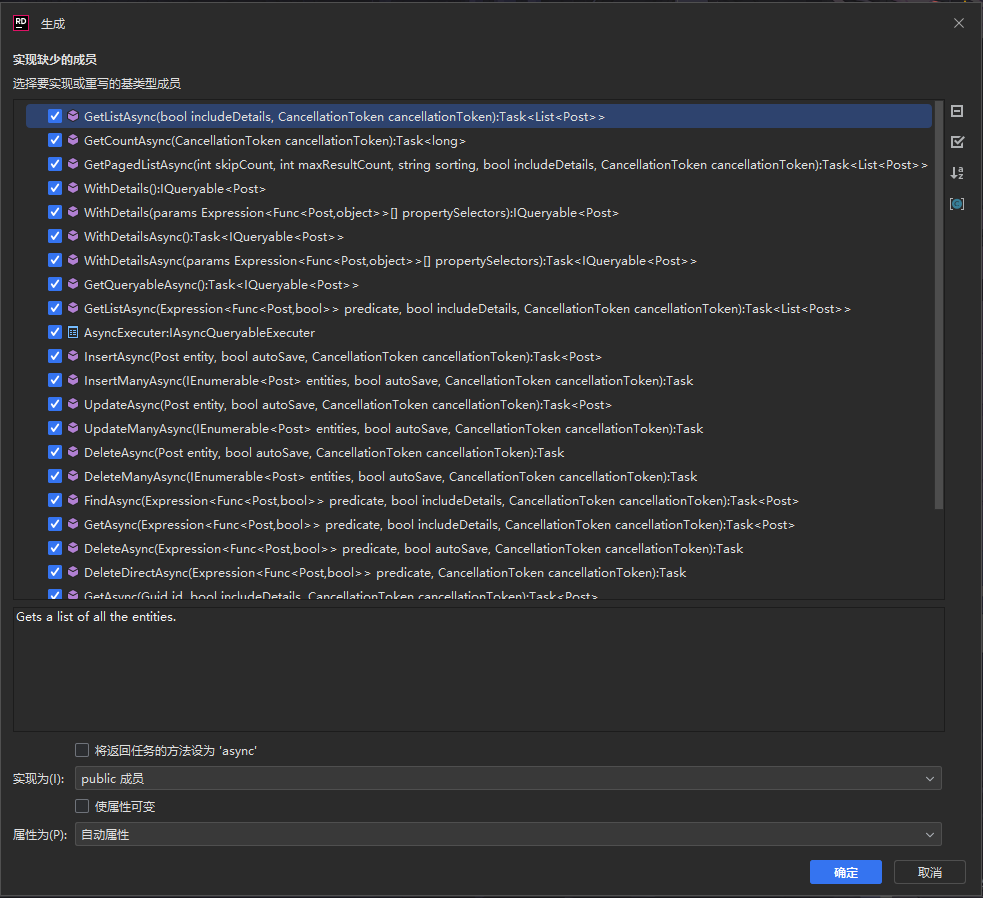 RD 生成
实现缺少的成员
选择要实现或重写的基类型成员
GetListAsync(bool includeDetails, CancellationToken cancellationToken):Task<List<Post>>
GetCountAsync(CancellationToken cancellationToken):Task<long>
GetPagedListAsync(int skipCount, int maxResultCount, string sorting, bool includeDetails, CancellationToken cancellationToken):Task<List<Post>>
WithDetails():IQueryable<Post>
WithDetails(params Expression<Func<Post,object>>[] propertySelectors):IQueryable<Post>
WithDetailsAsync():Task<IQueryable<Post>>
WithDetailsAsync(params Expression<Func<Post,object>>[] propertySelectors):Task<IQueryable<Post>>
GetQueryableAsync():Task<IQueryable<Post>>
GetListAsync(Expression<Func<Post,bool>> predicate, bool includeDetails, CancellationToken cancellationToken):Task<List<Post>>
AsyncExecuter:IAsyncQueryableExecuter
InsertAsync(Post entity, bool autoSave, CancellationToken cancellationToken):Task<Post>
InsertManyAsync(IEnumerable<Post> entities, bool autoSave, CancellationToken cancellationToken):Task
UpdateAsync(Post entity, bool autoSave, CancellationToken cancellationToken):Task<Post>
UpdateManyAsync(IEnumerable<Post> entities, bool autoSave, CancellationToken cancellationToken):Task
DeleteAsync(Post entity, bool autoSave, CancellationToken cancellationToken):Task
DeleteManyAsync(IEnumerable<Post> entities, bool autoSave, CancellationToken cancellationToken):Task
FindAsync(Expression<Func<Post,bool>> predicate, bool includeDetails, CancellationToken cancellationToken):Task<Post>
GetAsync(Expression<Func<Post,bool>> predicate, bool includeDetails, CancellationToken cancellationToken):Task<Post>
DeleteAsync(Expression<Func<Post,bool>> predicate, bool autoSave, CancellationToken cancellationToken):Task
DeleteDirectAsync(Expression<Func<Post,bool>> predicate, CancellationToken cancellationToken):Task
GetAsync(Guid id, bool includeDetails, CancellationToken cancellationToken):Task<Post>
Gets a list of all the entities.
将返回任务的方法设为 'async'
实现为(I): public 成员
使属性可变
属性为(P): 自动属性
确定 取消